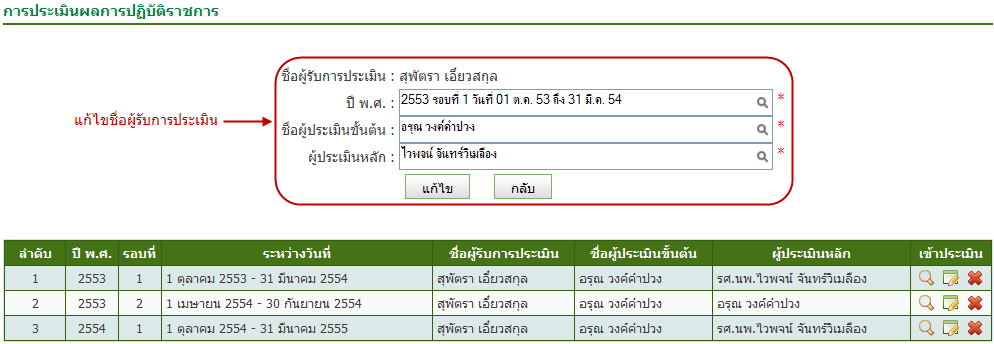 การประเมินผลการปฏิบัติราชการ
ชื่อผู้รับการประเมิน : สุพัตรา เอี่ยวสกุล
ปี พ.ศ. : 2553 รอบที่ 1 วันที่ 01 ต.ค. 53 ถึง 31 มี.ค. 54 *
แก้ไขชื่อผู้รับการประเมิน
ชื่อผู้ประเมินขั้นต้น : อรุณ วงค์คำปวง *
ผู้ประเมินหลัก : ไวพจน์ จันทร์วิเมลือง *
แก้ไข กลับ
ลำดับ ปี พ.ศ. รอบที่ ระหว่างวันที่ ชื่อผู้รับการประเมิน ชื่อผู้ประเมินขั้นต้น ผู้ประเมินหลัก เข้าประเมิน
1 2553 1 1 ตุลาคม 2553 - 31 มีนาคม 2554 สุพัตรา เอี่ยวสกุล อรุณ วงค์คำปวง รศ.นพ.ไวพจน์ จันทร์วิเมลือง
2 2553 2 1 เมษายน 2554 - 30 กันยายน 2554 สุพัตรา เอี่ยวสกุล อรุณ วงค์คำปวง อรุณ วงค์คำปวง
3 2554 1 1 ตุลาคม 2554 - 31 มีนาคม 2555 สุพัตรา เอี่ยวสกุล อรุณ วงค์คำปวง รศ.นพ.ไวพจน์ จันทร์วิเมลือง